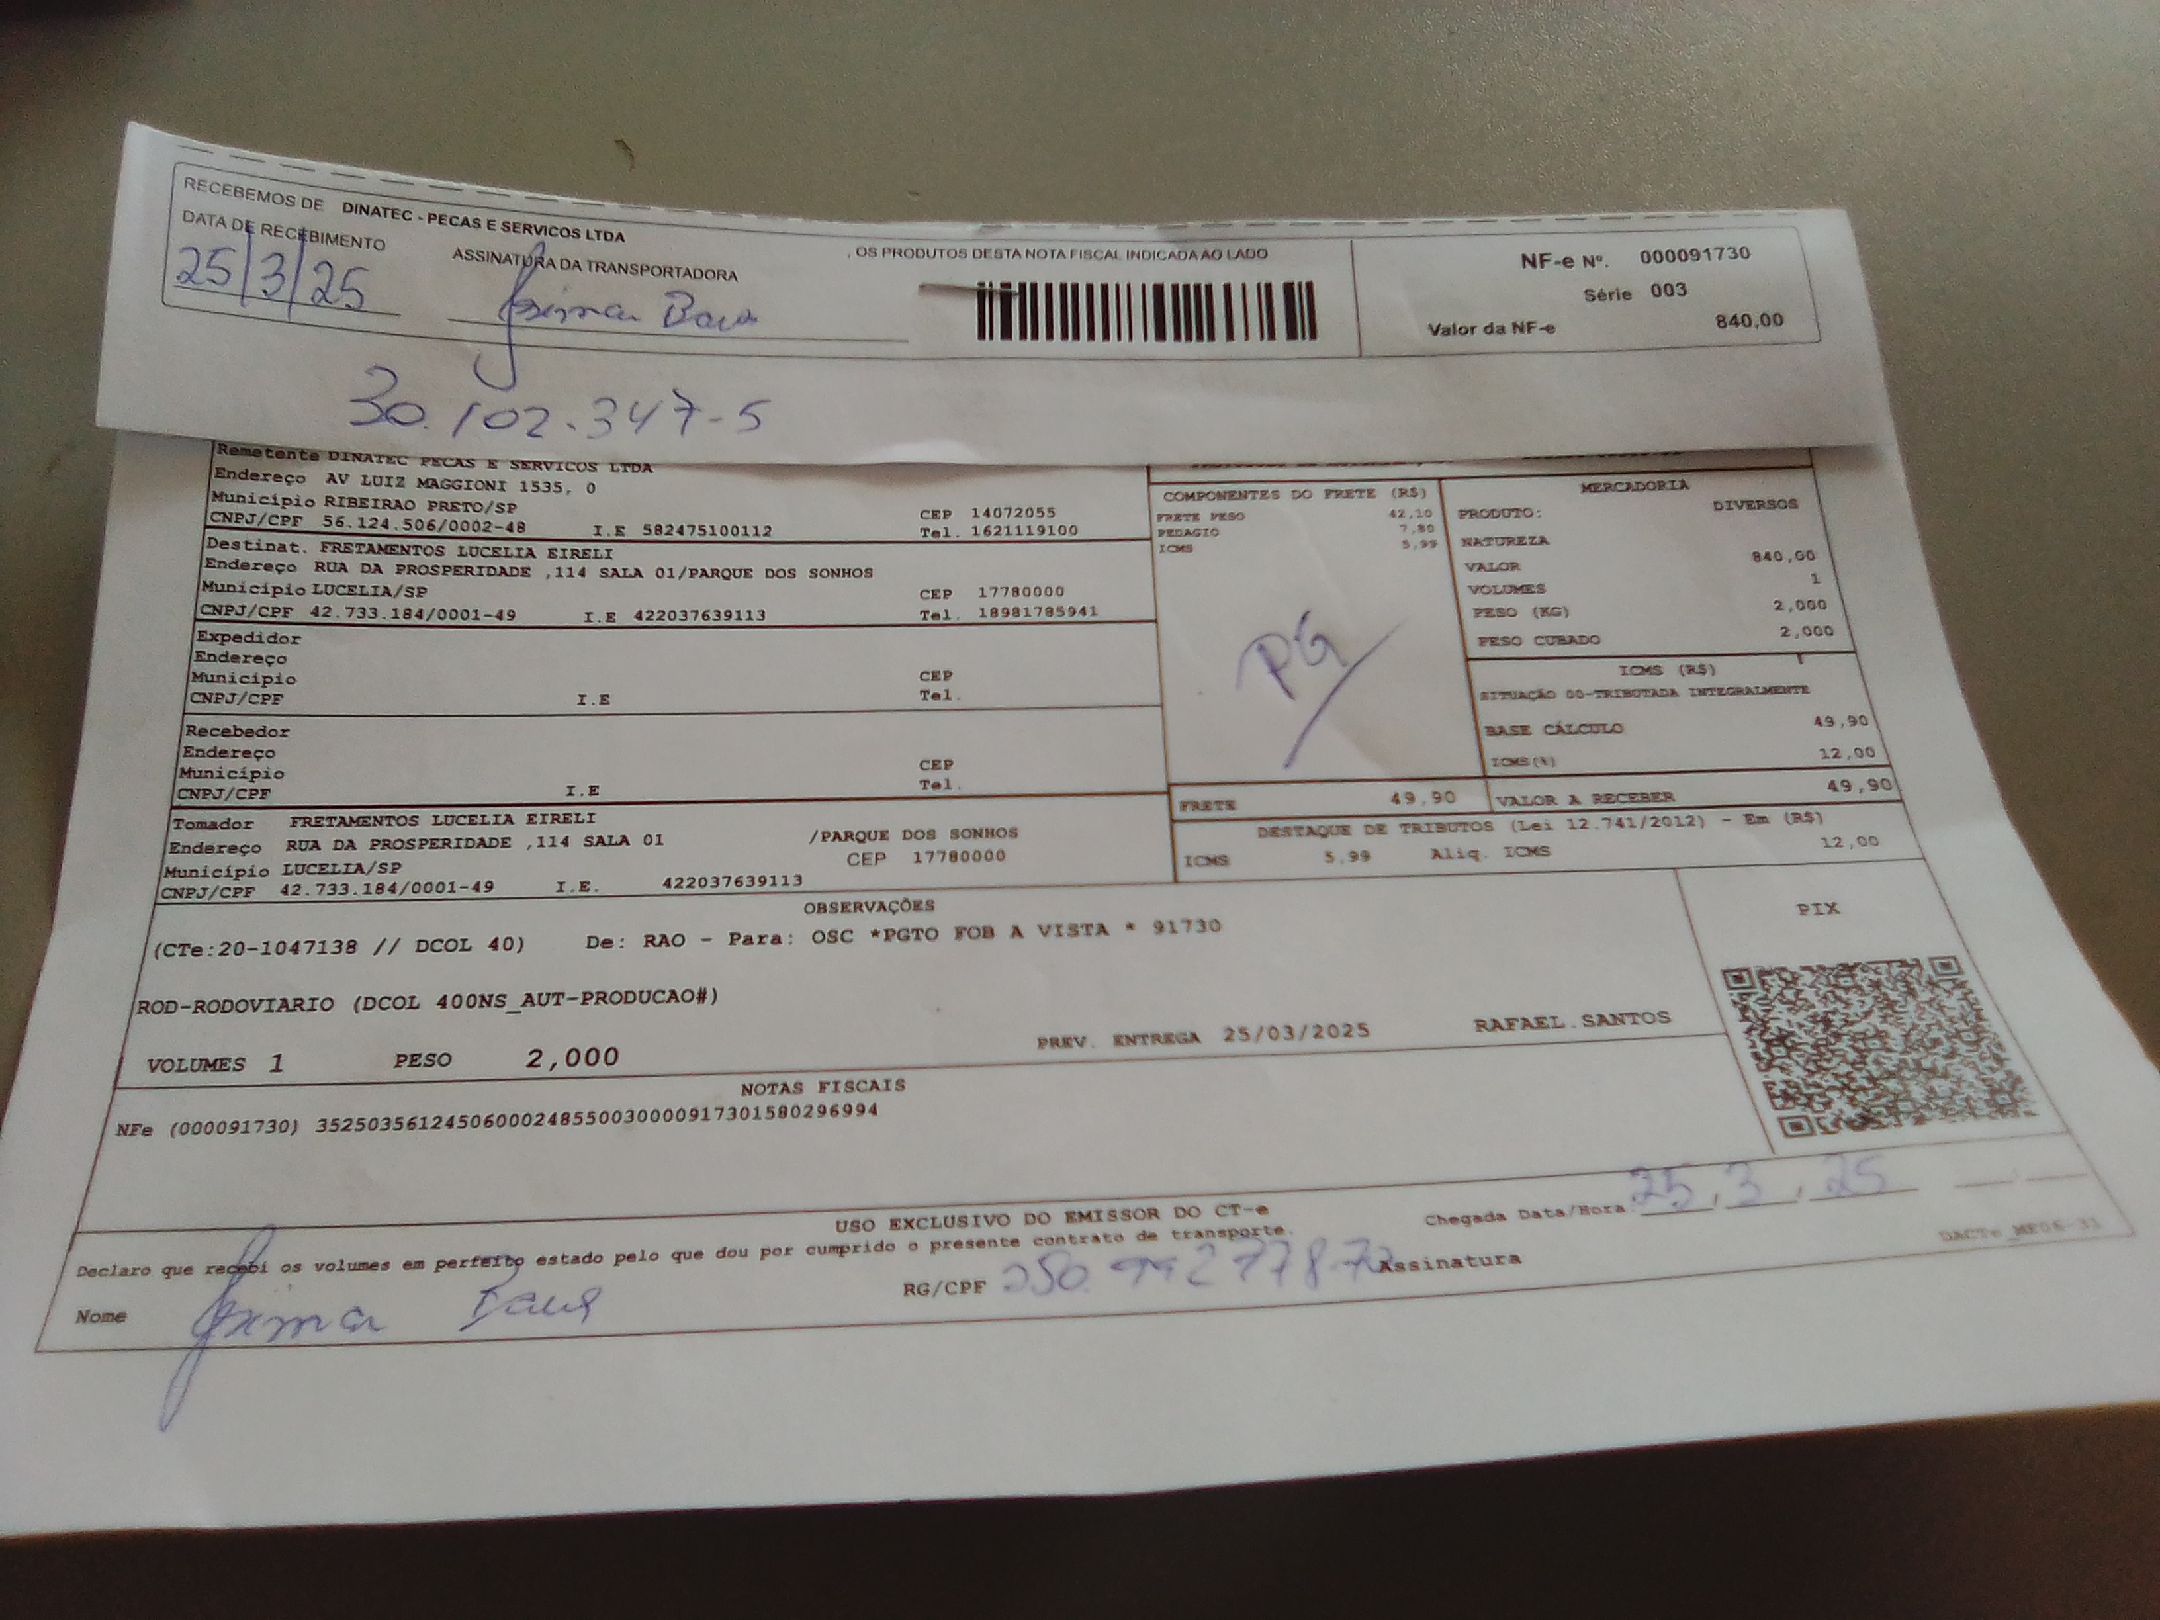 RECEBEMOS DE DINATEC - PECAS E SERVICOS LTDA , OS PRODUTOS DESTA NOTA FISCAL INDICADA AO LADO
DATA DE RECEBIMENTO ASSINATURA DA TRANSPORTADORA
25/3/25
NF-e Nº. 000091730
Série 003
Valor da NF-e 840,00
30.102.347-5
Remetente DINATEC PECAS E SERVICOS LTDA
Endereço AV LUIZ MAGGIONI 1535, 0
Município RIBEIRAO PRETO/SP CEP 14072055
CNPJ/CPF 56.124.506/0002-48 I.E 582475100112 Tel. 1621119100
Destinat. FRETAMENTOS LUCELIA EIRELI
Endereço RUA DA PROSPERIDADE ,114 SALA 01/PARQUE DOS SONHOS
Município LUCELIA/SP CEP 17780000
CNPJ/CPF 42.733.184/0001-49 I.E 422037639113 Tel. 18981785941
Expedidor
Endereço
Município CEP
CNPJ/CPF I.E Tel.
Recebedor
Endereço
Município CEP
CNPJ/CPF I.E Tel.
Tomador FRETAMENTOS LUCELIA EIRELI
Endereço RUA DA PROSPERIDADE ,114 SALA 01 /PARQUE DOS SONHOS
Município LUCELIA/SP CEP 17780000
CNPJ/CPF 42.733.184/0001-49 I.E. 422037639113
COMPONENTES DO FRETE (R$)
FRETE PESO 42,10
PEDAGIO 7,80
ICMS 5,99
PG
FRETE 49,90
MERCADORIA
PRODUTO: DIVERSOS
NATUREZA
VALOR 840,00
VOLUMES 1
PESO (KG) 2,000
PESO CUBADO 2,000
ICMS (R$)
SITUAÇÃO 00-TRIBUTADA INTEGRALMENTE
BASE CÁLCULO 49,90
ICMS(%) 12,00
VALOR A RECEBER 49,90
DESTAQUE DE TRIBUTOS (Lei 12.741/2012) - Em (R$)
ICMS 5,99 Aliq. ICMS 12,00
OBSERVAÇÕES
(CTe:20-1047138 // DCOL 40) De: RAO - Para: OSC *PGTO FOB A VISTA * 91730
ROD-RODOVIARIO (DCOL 400NS_AUT-PRODUCAO#)
VOLUMES 1 PESO 2,000 PREV. ENTREGA 25/03/2025 RAFAEL.SANTOS
PIX
NOTAS FISCAIS
NFe (000091730) 35250356124506000248550030000917301580296994
USO EXCLUSIVO DO EMISSOR DO CT-e
Declaro que recebi os volumes em perfeito estado pelo que dou por cumprido o presente contrato de transporte.
Chegada Data/Hora 25,3,25
Nome RG/CPF Assinatura
DACTe_MF06-31